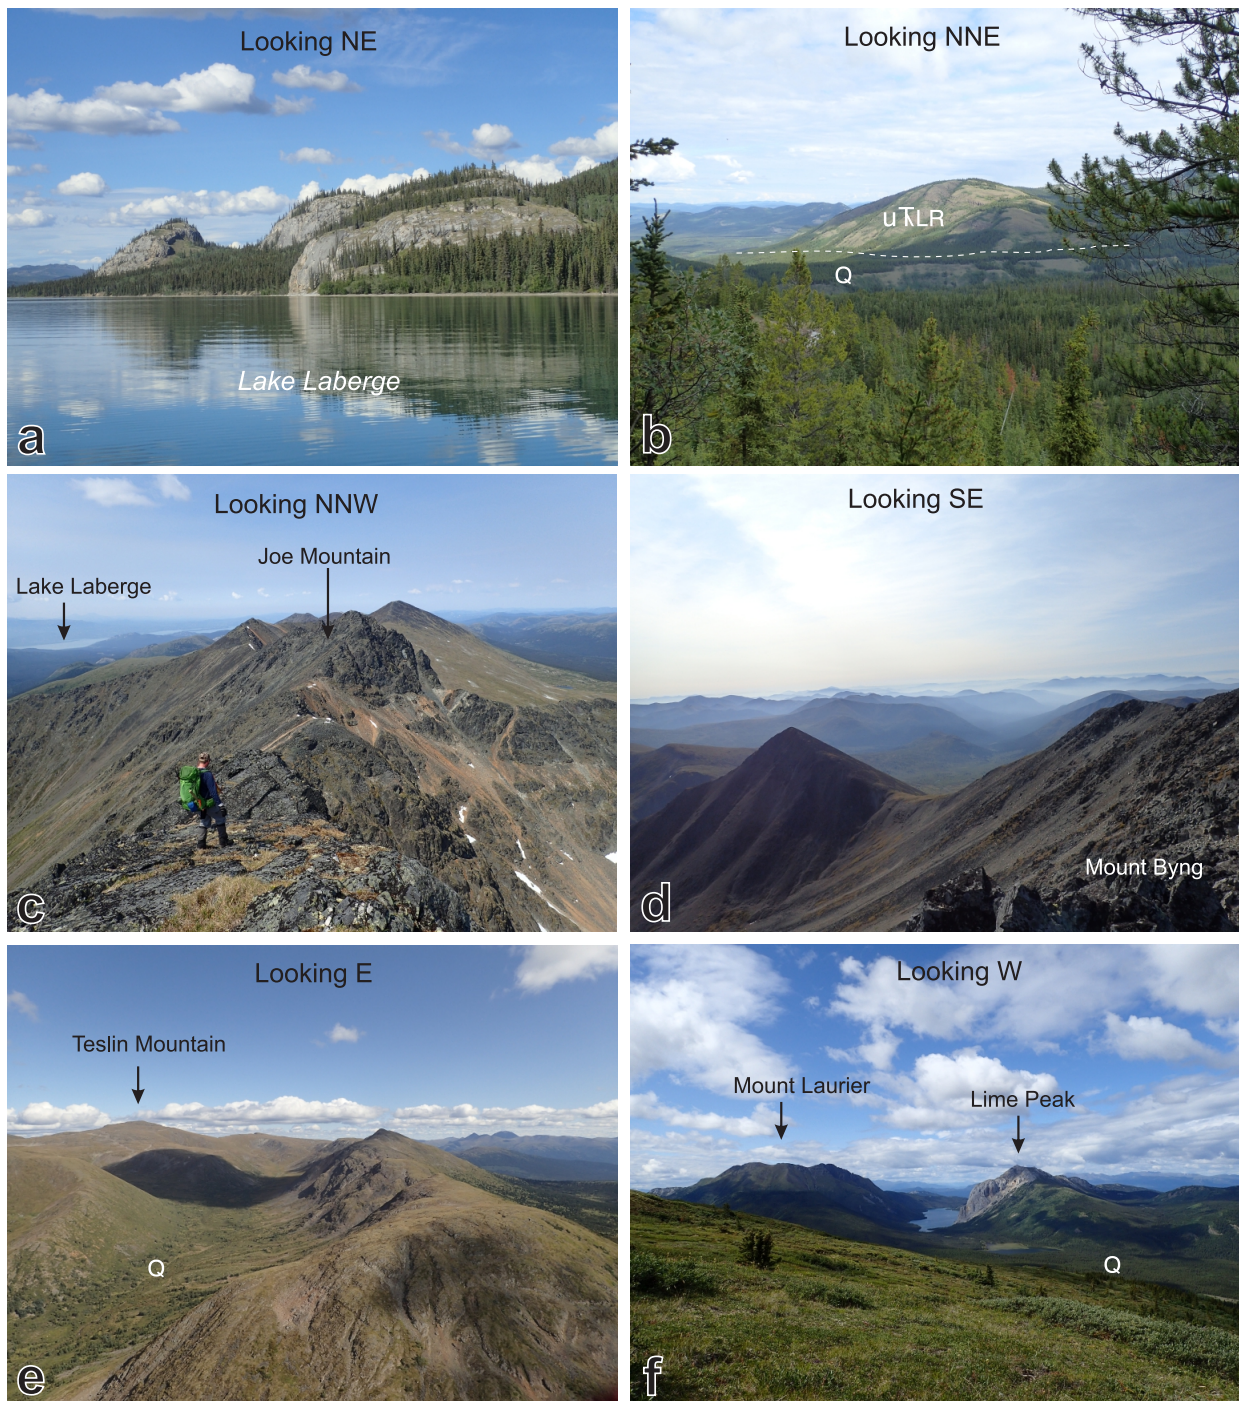 Looking NE
Lake Laberge
a
Looking NNE
uTLR
Q
b
Looking NNW
Joe Mountain
Lake Laberge
c
Looking SE
Mount Byng
d
Looking E
Teslin Mountain
Q
e
Looking W
Mount Laurier
Lime Peak
Q
f